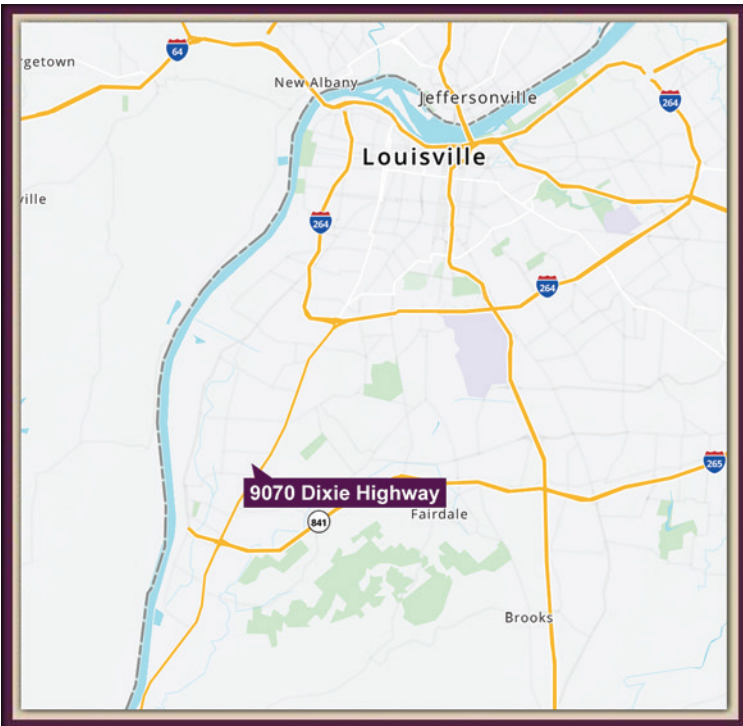 64
rgetown
New Albany
Jeffersonville
264
Louisville
ville
264
264
265
9070 Dixie Highway
Fairdale
841
Brooks